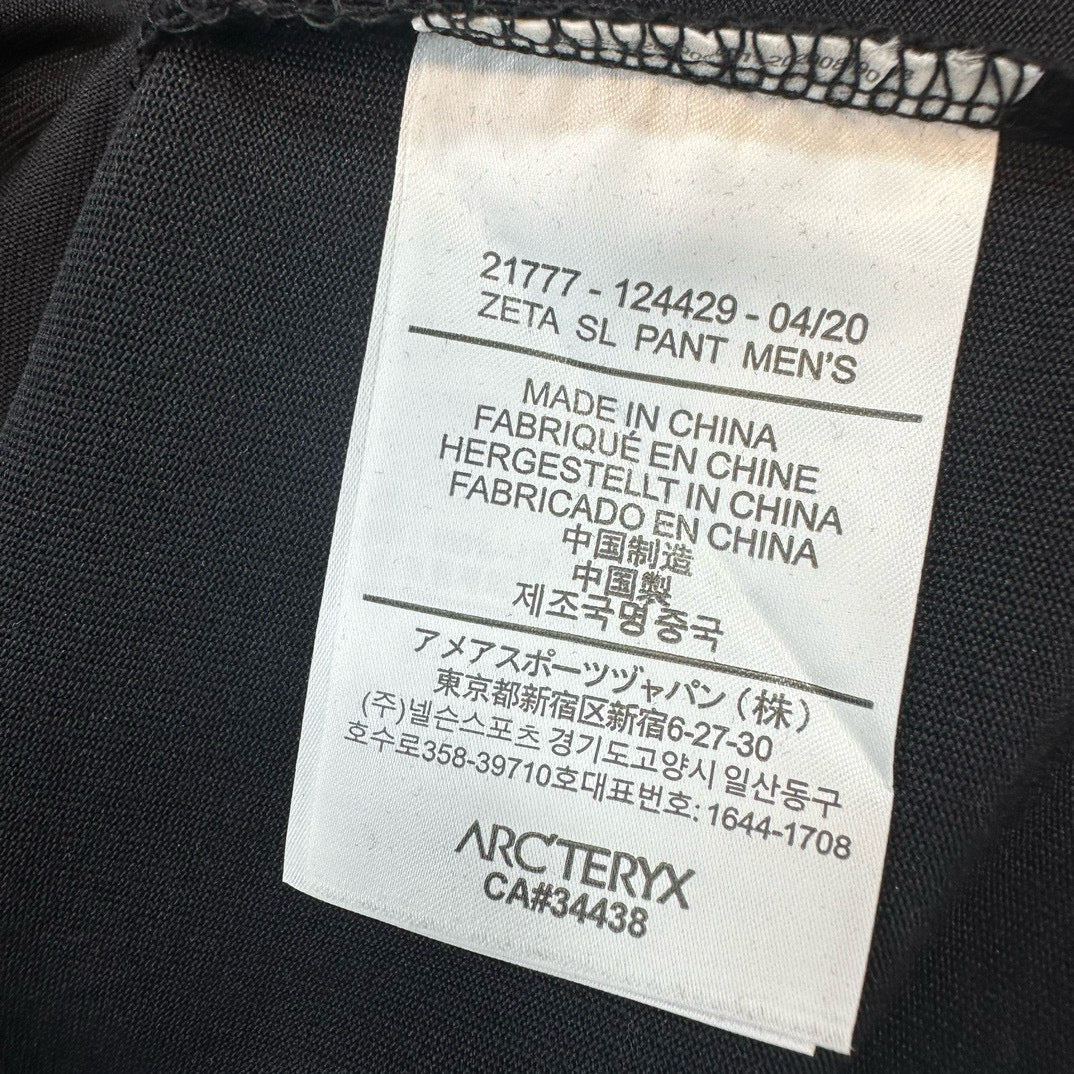 21777 - 124429 - 04/20
ZETA SL PANT MEN'S
MADE IN CHINA
FABRIQUÉ EN CHINE
HERGESTELLT IN CHINA
FABRICADO EN CHINA
中国制造
中国製
제조국명 중국
アメアスポーツヅャパン (株)
東京都新宿区新宿6-27-30
(주)넬슨스포츠 경기도고양시 일산동구
호수로358-39710호대표번호: 1644-1708
ARC'TERYX
CA#34438